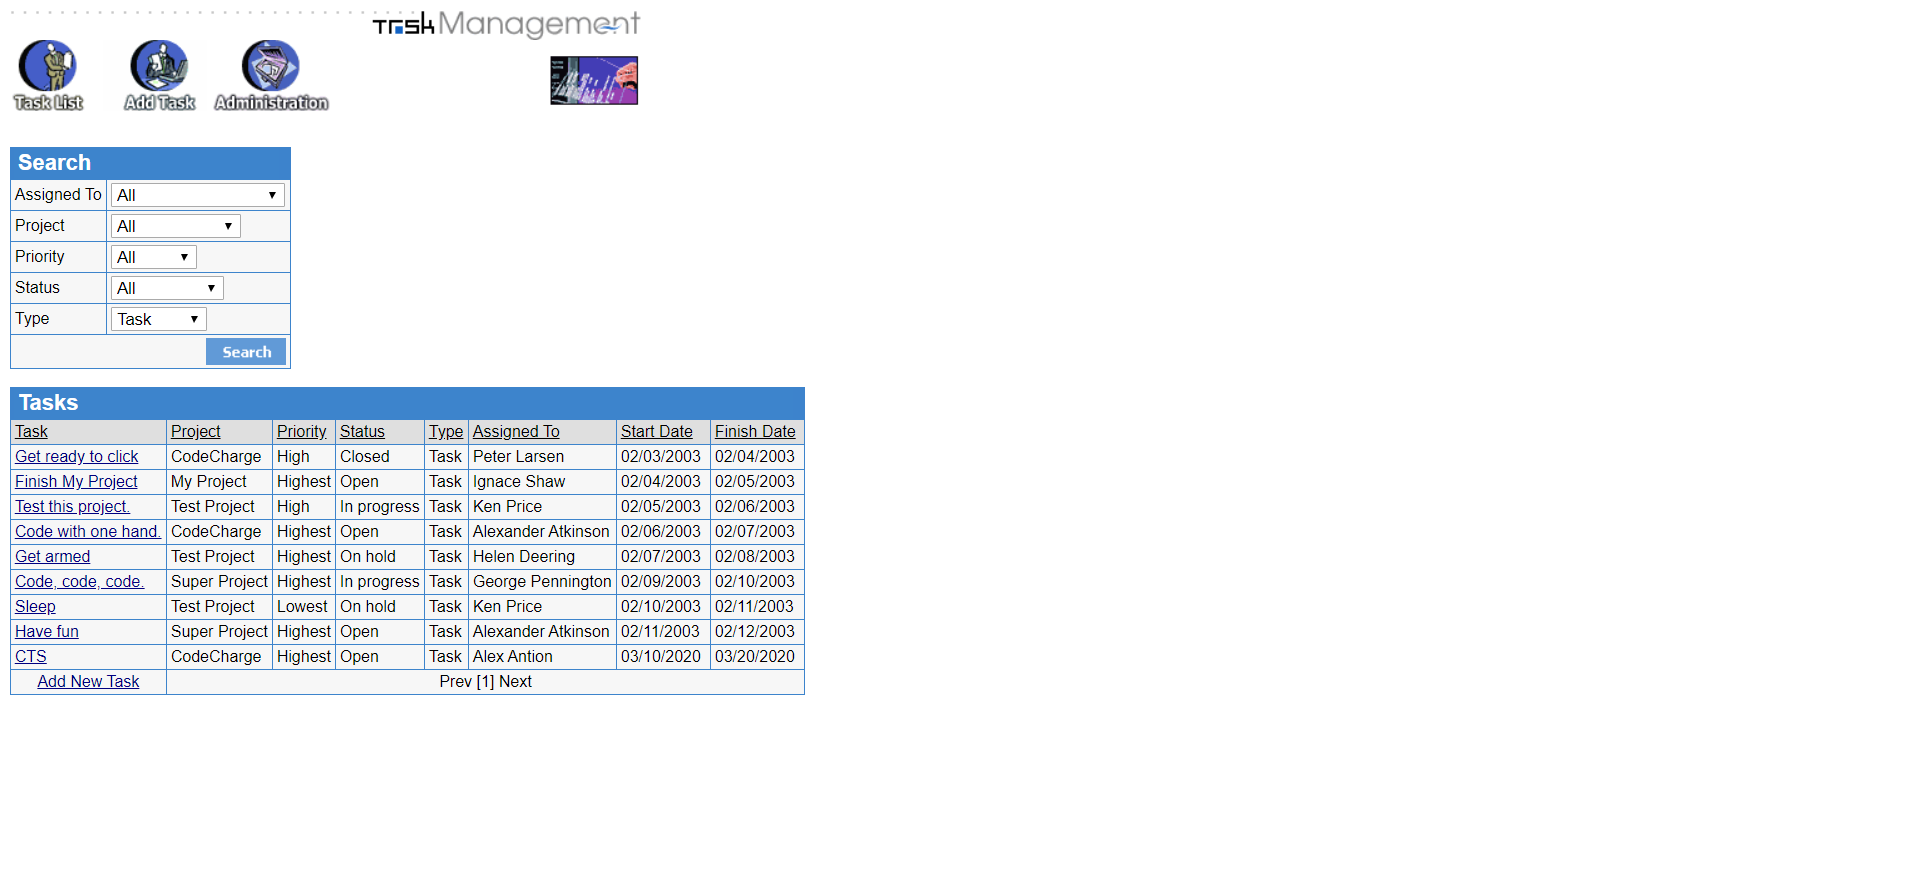 Task Management
Task List Add Task Administration
Search
Assigned To All
Project All
Priority All
Status All
Type Task
Search
Tasks
Task Project Priority Status Type Assigned To Start Date Finish Date
Get ready to click CodeCharge High Closed Task Peter Larsen 02/03/2003 02/04/2003
Finish My Project My Project Highest Open Task Ignace Shaw 02/04/2003 02/05/2003
Test this project. Test Project High In progress Task Ken Price 02/05/2003 02/06/2003
Code with one hand. CodeCharge Highest Open Task Alexander Atkinson 02/06/2003 02/07/2003
Get armed Test Project Highest On hold Task Helen Deering 02/07/2003 02/08/2003
Code, code, code. Super Project Highest In progress Task George Pennington 02/09/2003 02/10/2003
Sleep Test Project Lowest On hold Task Ken Price 02/10/2003 02/11/2003
Have fun Super Project Highest Open Task Alexander Atkinson 02/11/2003 02/12/2003
CTS CodeCharge Highest Open Task Alex Antion 03/10/2020 03/20/2020
Add New Task Prev [1] Next